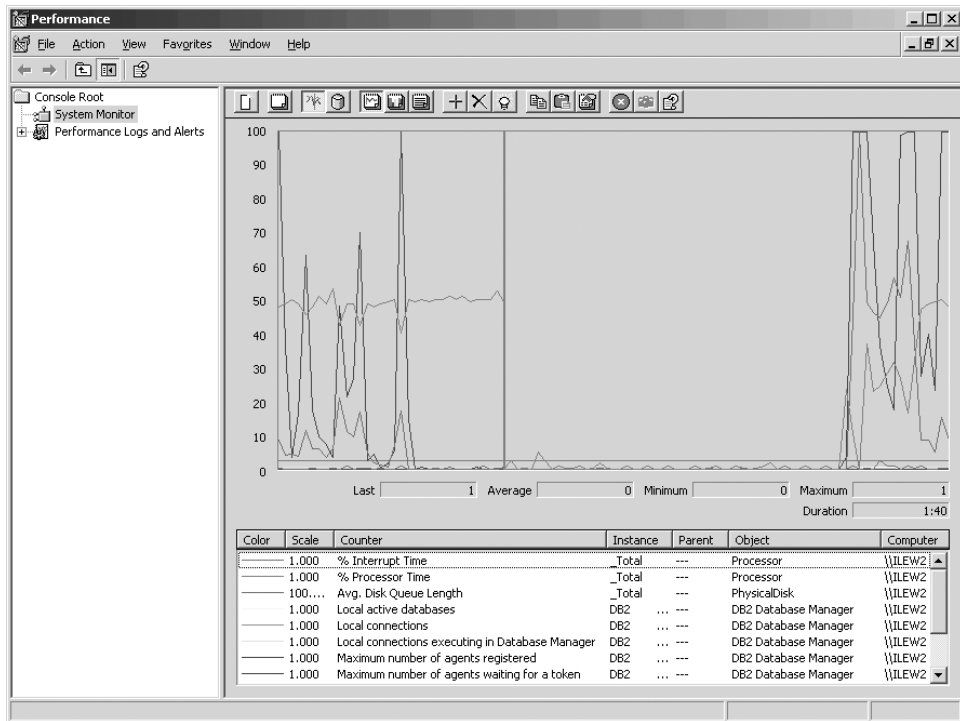 Performance
File Action View Favorites Window Help
Console Root
System Monitor
Performance Logs and Alerts
100
90
80
70
60
50
40
30
20
10
0
Last 1 Average 0 Minimum 0 Maximum 1
Duration 1:40
Color Scale Counter Instance Parent Object Computer
1.000 % Interrupt Time _Total --- Processor \\ILEW2
1.000 % Processor Time _Total --- Processor \\ILEW2
100.... Avg. Disk Queue Length _Total --- PhysicalDisk \\ILEW2
1.000 Local active databases DB2 ... --- DB2 Database Manager \\ILEW2
1.000 Local connections DB2 ... --- DB2 Database Manager \\ILEW2
1.000 Local connections executing in Database Manager DB2 ... --- DB2 Database Manager \\ILEW2
1.000 Maximum number of agents registered DB2 ... --- DB2 Database Manager \\ILEW2
1.000 Maximum number of agents waiting for a token DB2 ... --- DB2 Database Manager \\ILEW2